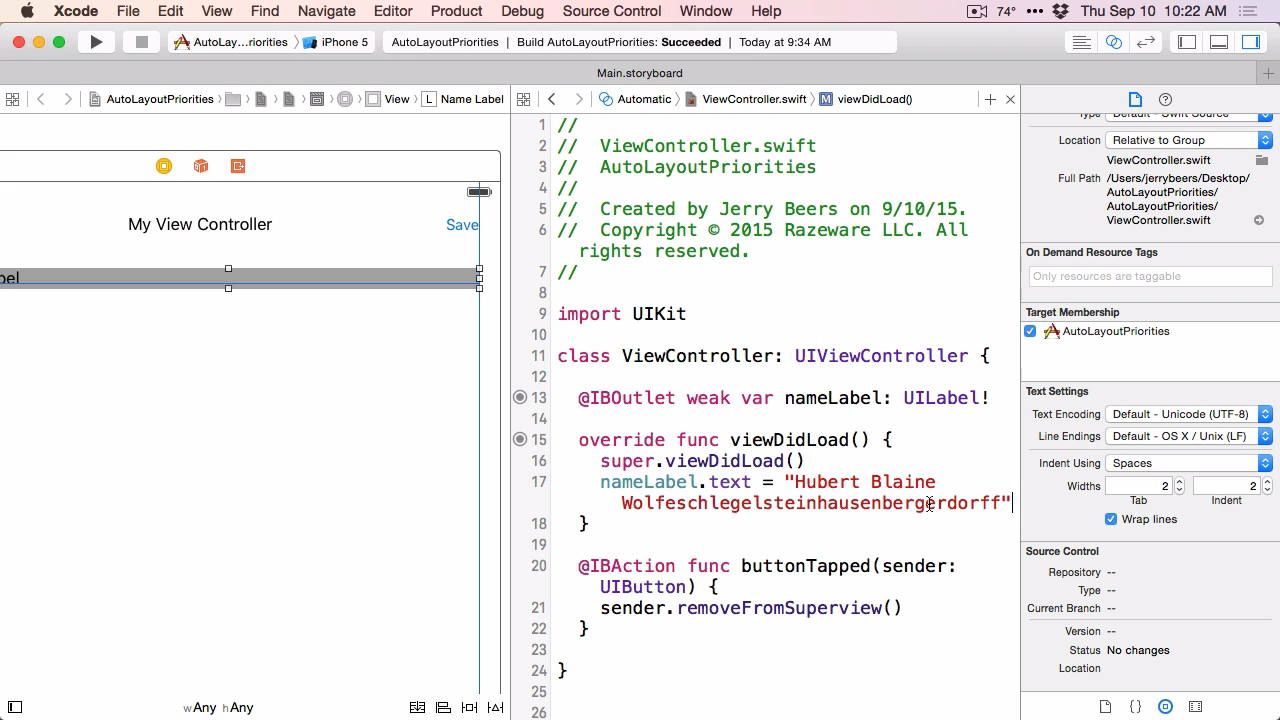 Xcode File Edit View Find Navigate Editor Product Debug Source Control Window Help 74° Thu Sep 10 10:22 AM
AutoLay...riorities iPhone 5 AutoLayoutPriorities | Build AutoLayoutPriorities: Succeeded | Today at 9:34 AM
Main.storyboard
AutoLayoutPriorities View L Name Label
Automatic ViewController.swift M viewDidLoad()
My View Controller
Save
bel
wAny hAny
1 //
2 // ViewController.swift
3 // AutoLayoutPriorities
4 //
5 // Created by Jerry Beers on 9/10/15.
6 // Copyright © 2015 Razeware LLC. All
rights reserved.
7 //
8
9 import UIKit
10
11 class ViewController: UIViewController {
12
13 @IBOutlet weak var nameLabel: UILabel!
14
15 override func viewDidLoad() {
16 super.viewDidLoad()
17 nameLabel.text = "Hubert Blaine
Wolfeschlegelsteinhausenbergerdorff"
18 }
19
20 @IBAction func buttonTapped(sender:
UIButton) {
21 sender.removeFromSuperview()
22 }
23
24 }
25
26
Type Default - Swift Source
Location Relative to Group
ViewController.swift
Full Path /Users/jerrybeers/Desktop/
AutoLayoutPriorities/
AutoLayoutPriorities/
ViewController.swift
On Demand Resource Tags
Only resources are taggable
Target Membership
AutoLayoutPriorities
Text Settings
Text Encoding Default - Unicode (UTF-8)
Line Endings Default - OS X / Unix (LF)
Indent Using Spaces
Widths 2 2
Tab Indent
Wrap lines
Source Control
Repository --
Type --
Current Branch --
Version --
Status No changes
Location